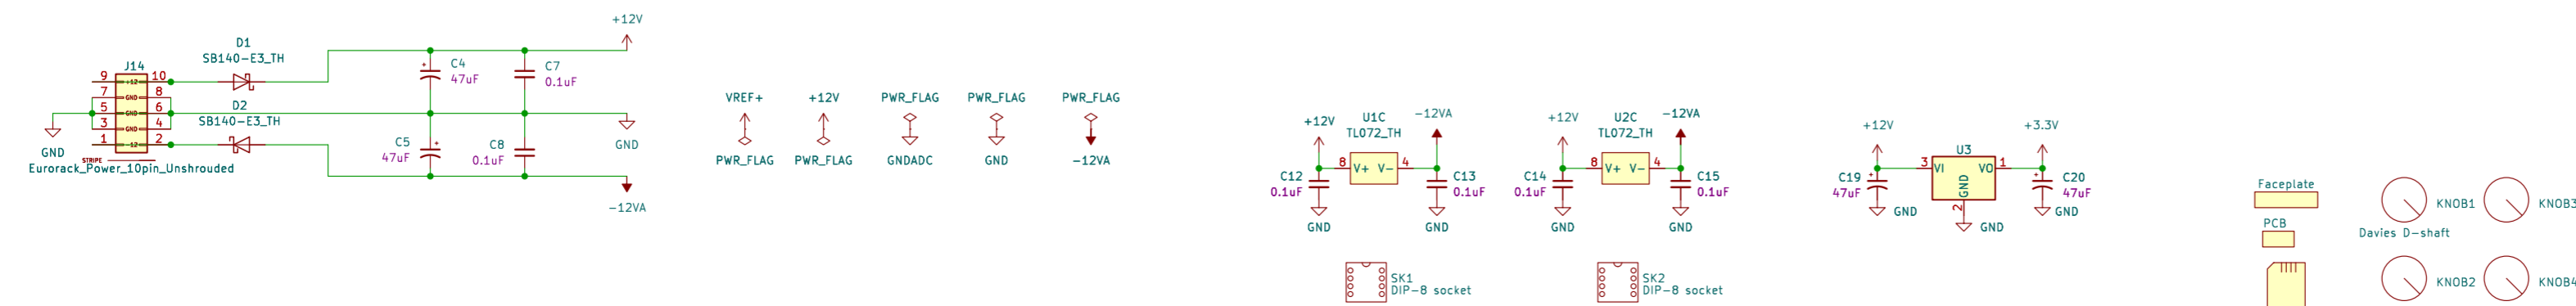 +12V
D1
SB140-E3_TH
J14
9 +12 10
7 GND 8
5 GND 6
3 GND 4
1 -12 2
STRIPE
GND
Eurorack_Power_10pin_Unshrouded
D2
SB140-E3_TH
C4
47uF
C7
0.1uF
C5
47uF
C8
0.1uF
GND
-12VA
VREF+
PWR_FLAG
+12V
PWR_FLAG
PWR_FLAG
GNDADC
PWR_FLAG
GND
PWR_FLAG
-12VA
+12V
U1C
TL072_TH
-12VA
8 V+ V- 4
C12
0.1uF
GND
C13
0.1uF
GND
SK1
DIP-8 socket
+12V
U2C
TL072_TH
-12VA
8 V+ V- 4
C14
0.1uF
GND
C15
0.1uF
GND
SK2
DIP-8 socket
+12V
+3.3V
U3
3 VI VO 1
GND
2
GND
C19
47uF
GND
C20
47uF
GND
Faceplate
PCB
KNOB1
KNOB3
Davies D-shaft
KNOB2
KNOB4